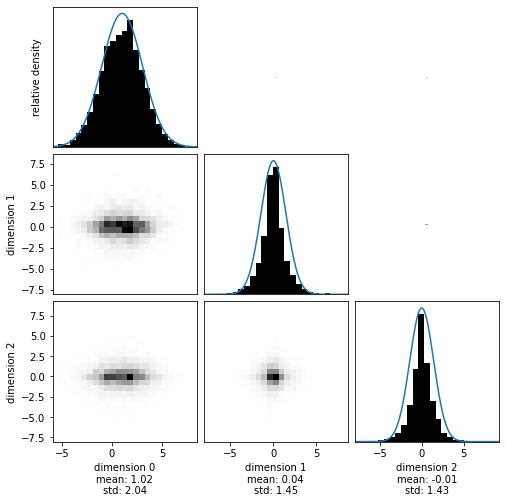 relative density
dimension 1
7.5
5.0
2.5
0.0
−2.5
−5.0
−7.5
dimension 2
7.5
5.0
2.5
0.0
−2.5
−5.0
−7.5
−5 0 5
−5 0 5
−5 0 5
dimension 0
mean: 1.02
std: 2.04
dimension 1
mean: 0.04
std: 1.45
dimension 2
mean: -0.01
std: 1.43